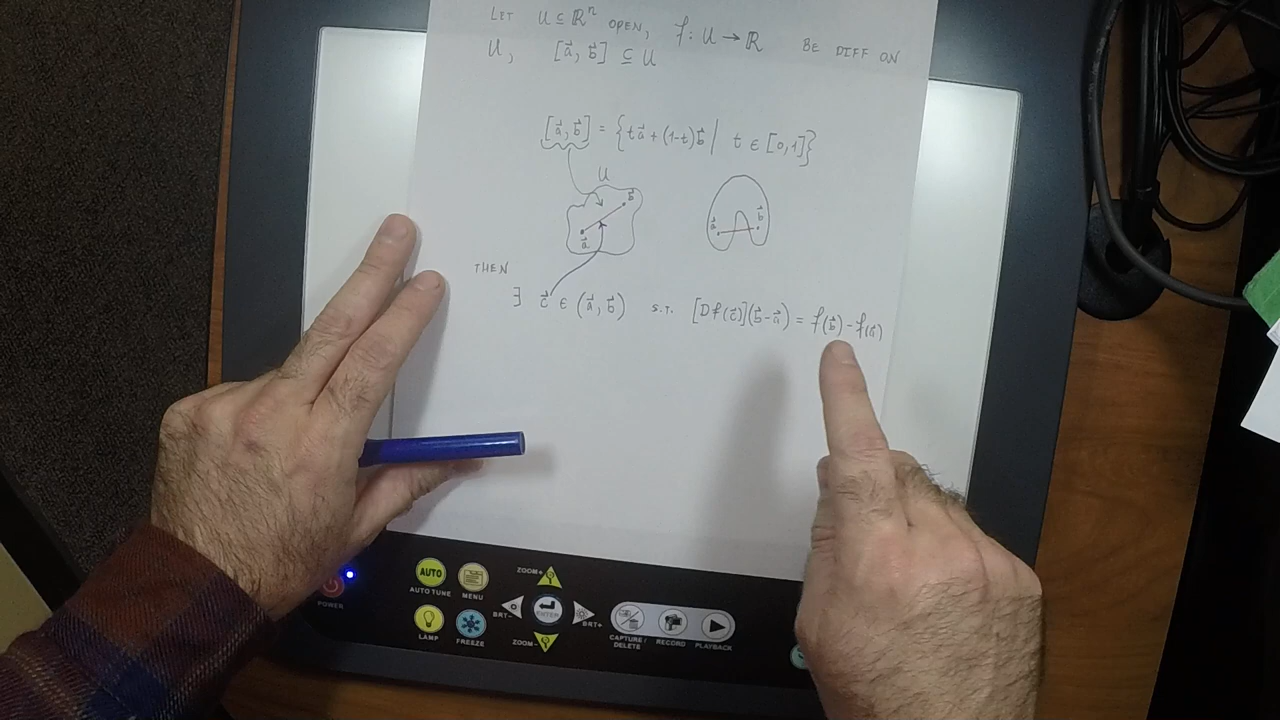 LET U ⊆ ℝⁿ OPEN, f: U → ℝ BE DIFF ON
U, [a⃗, b⃗] ⊆ U
[a⃗, b⃗] = {t a⃗ + (1-t) b⃗ | t ∈ [0,1]}
U
b⃗
a⃗
a⃗ b⃗
THEN
∃ c⃗ ∈ (a⃗, b⃗) S.T. [Df(c⃗)](b⃗-a⃗) = f(b⃗) - f(a⃗)
POWER
AUTO
AUTO TUNE
MENU
LAMP
FREEZE
ZOOM+
BRT-
ENTER
BRT+
ZOOM-
CAPTURE/
DELETE
RECORD
PLAYBACK